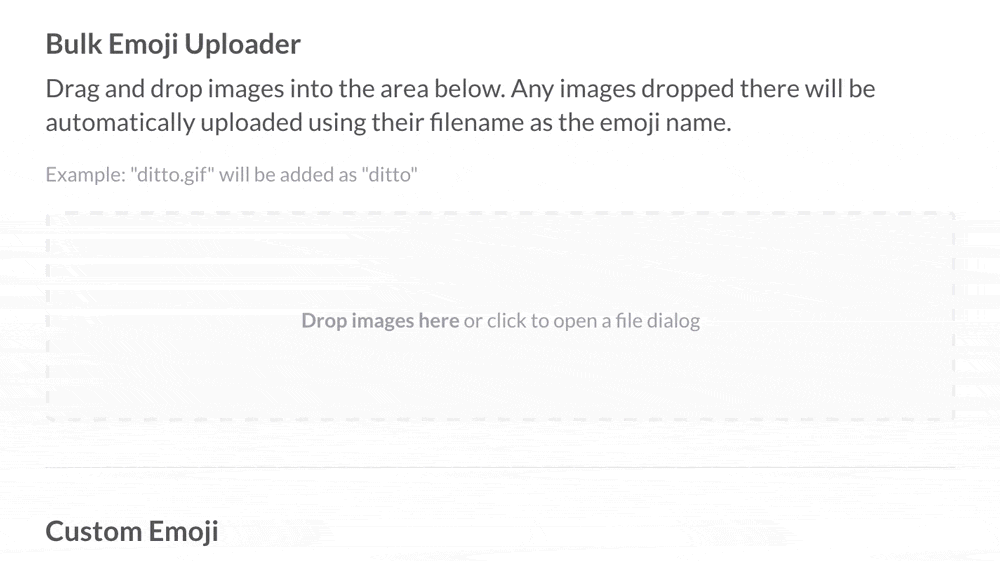 Bulk Emoji Uploader
Drag and drop images into the area below. Any images dropped there will be
automatically uploaded using their filename as the emoji name.
Example: "ditto.gif" will be added as "ditto"
Drop images here or click to open a file dialog
Custom Emoji